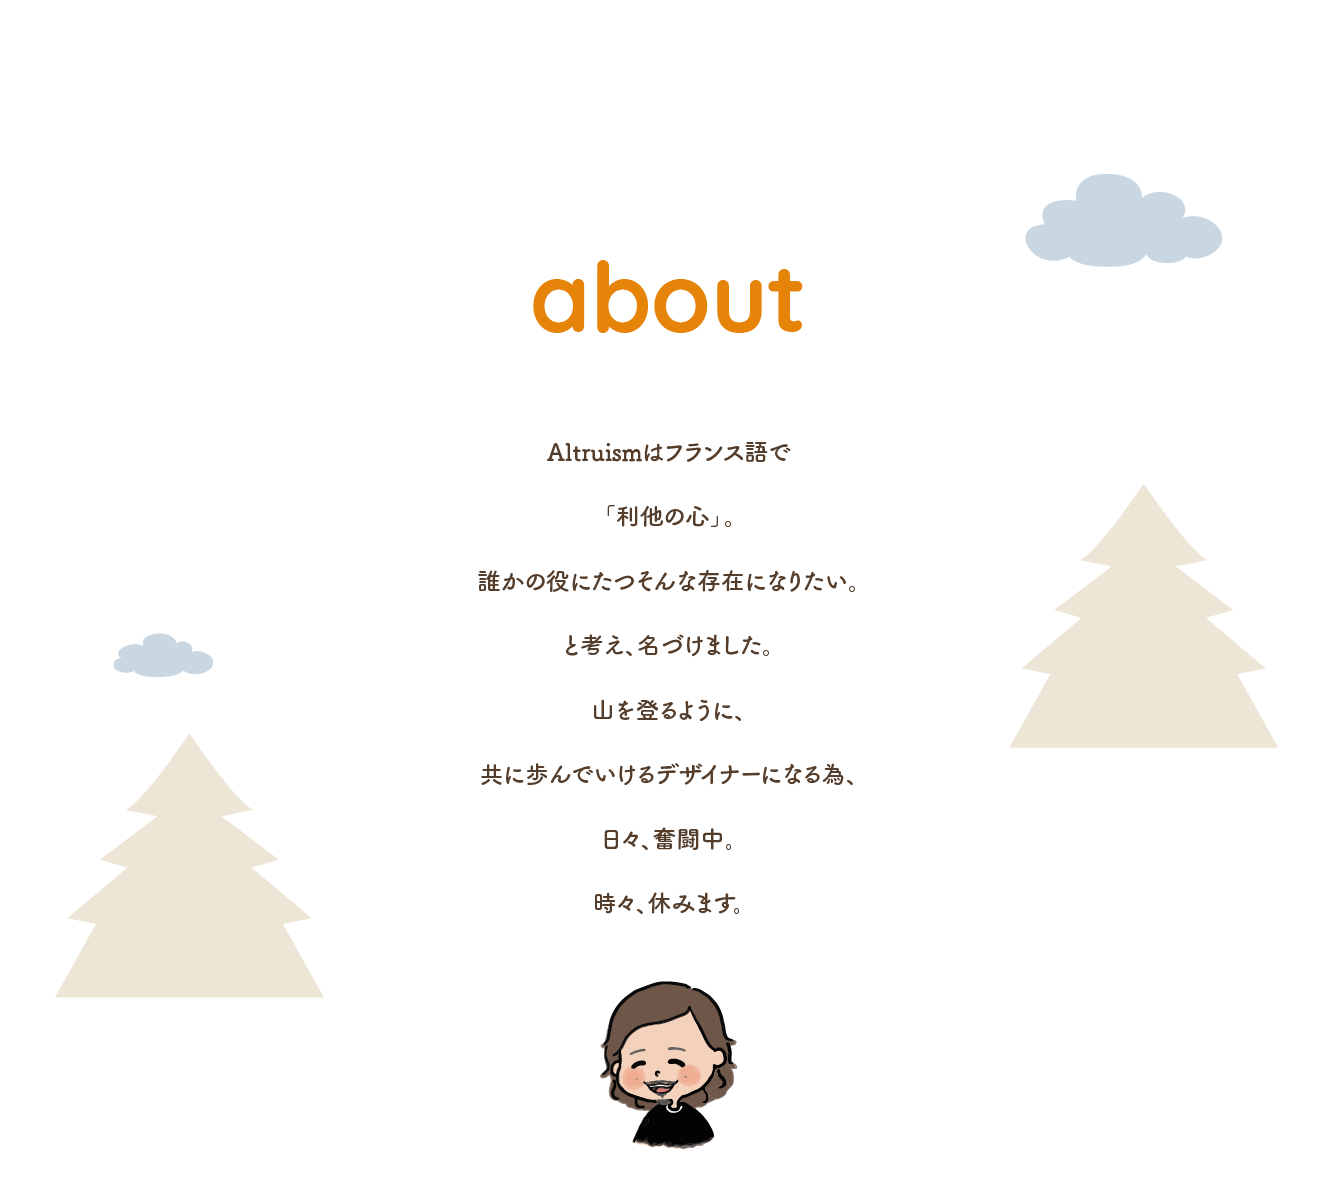 about
Altruismはフランス語で
「利他の心」。
誰かの役にたつそんな存在になりたい。
と考え、名づけました。
山を登るように、
共に歩んでいけるデザイナーになる為、
日々、奮闘中。
時々、休みます。